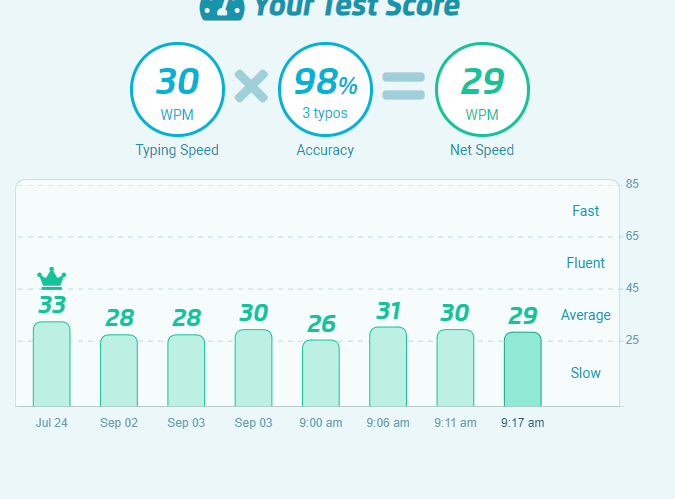 Your Test Score
30 98% 29
WPM 3 typos WPM
Typing Speed Accuracy Net Speed
85
Fast
65
Fluent
45
33 28 28 30 26 31 30 29
Average
25
Slow
Jul 24 Sep 02 Sep 03 Sep 03 9:00 am 9:06 am 9:11 am 9:17 am